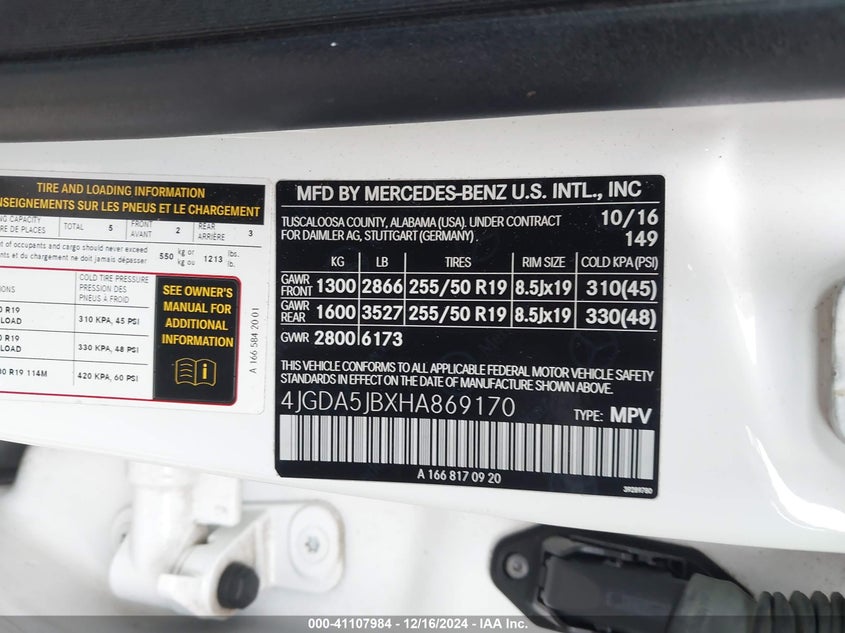 TIRE AND LOADING INFORMATION
NSEIGNEMENTS SUR LES PNEUS ET LE CHARGEMENT
NG CAPACITY TOTAL 5 FRONT AVANT 2 REAR ARRIÈRE 3
RE DE PLACES
t of occupants and cargo should never exceed 550 kg or 1213 lbs.
nts et du chargement ne doit jamais dépasser kg ou lb.
COLD TIRE PRESSURE
PRESSION DES
PNEUS À FROID
IONS
0 R19
LOAD
310 KPA, 45 PSI
0 R19
LOAD
330 KPA, 48 PSI
R19 114M
420 KPA, 60 PSI
SEE OWNER'S
MANUAL FOR
ADDITIONAL
INFORMATION
A 166 584 20 01
MFD BY MERCEDES-BENZ U.S. INTL., INC
TUSCALOOSA COUNTY, ALABAMA (USA). UNDER CONTRACT 10/16
FOR DAIMLER AG, STUTTGART (GERMANY). 149
KG LB TIRES RIM SIZE COLD KPA(PSI)
GAWR FRONT 1300 2866 255/50 R19 8.5Jx19 310(45)
GAWR REAR 1600 3527 255/50 R19 8.5Jx19 330(48)
GVWR 2800 6173
THIS VEHICLE CONFORMS TO ALL APPLICABLE FEDERAL MOTOR VEHICLE SAFETY
STANDARDS IN EFFECT ON THE DATE OF MANUFACTURE SHOWN ABOVE.
4JGDA5JBXHA869170 TYPE: MPV
A 166 817 09 20
39289780
000-41107984 - 12/16/2024 - IAA Inc.